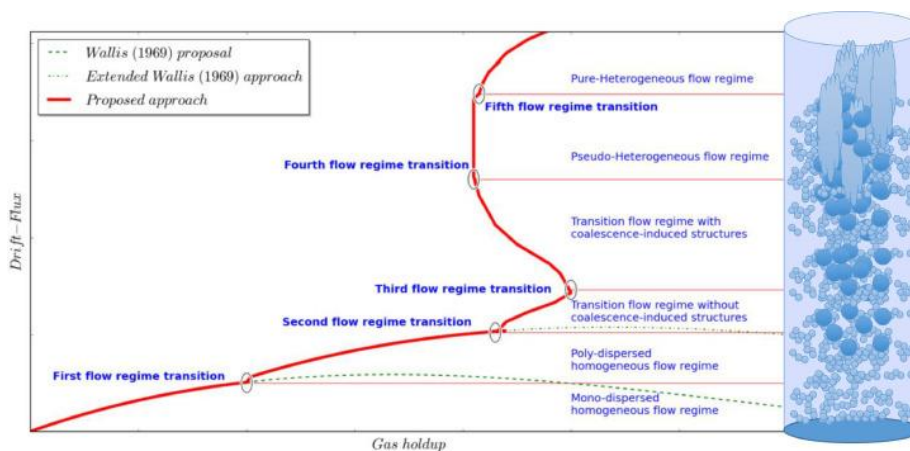 Wallis (1969) proposal
Extended Wallis (1969) approach
Proposed approach
Pure-Heterogeneous flow regime
Fifth flow regime transition
Fourth flow regime transition
Pseudo-Heterogeneous flow regime
Transition flow regime with
coalescence-induced structures
Third flow regime transition
Transition flow regime without
coalescence-induced structures
Second flow regime transition
Poly-dispersed
homogeneous flow regime
First flow regime transition
Mono-dispersed
homogeneous flow regime
Drift-Flux
Gas holdup